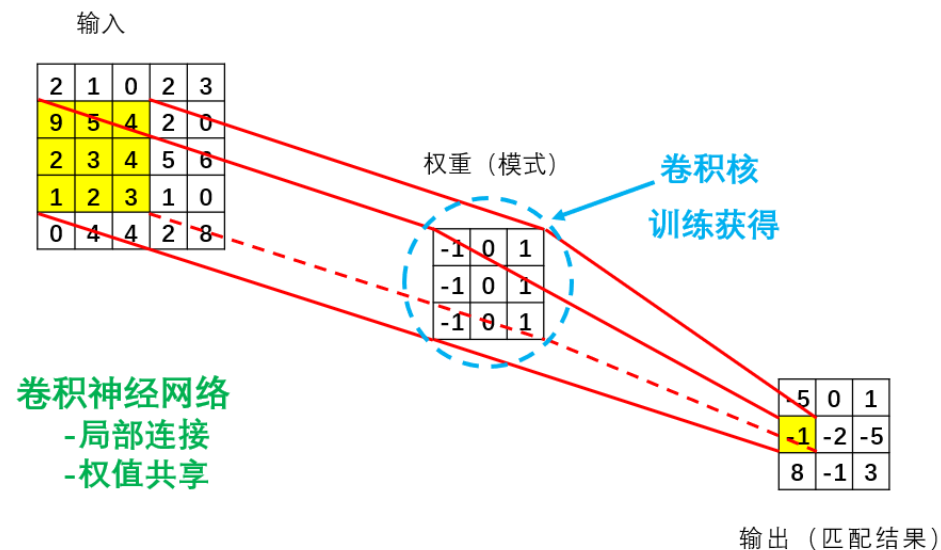 输入
2 1 0 2 3
9 5 4 2 0
2 3 4 5 6
1 2 3 1 0
0 4 4 2 8
权重（模式）
卷积核
训练获得
-1 0 1
-1 0 1
-1 0 1
卷积神经网络
-局部连接
-权值共享
-5 0 1
-1 -2 -5
8 -1 3
输出（匹配结果）